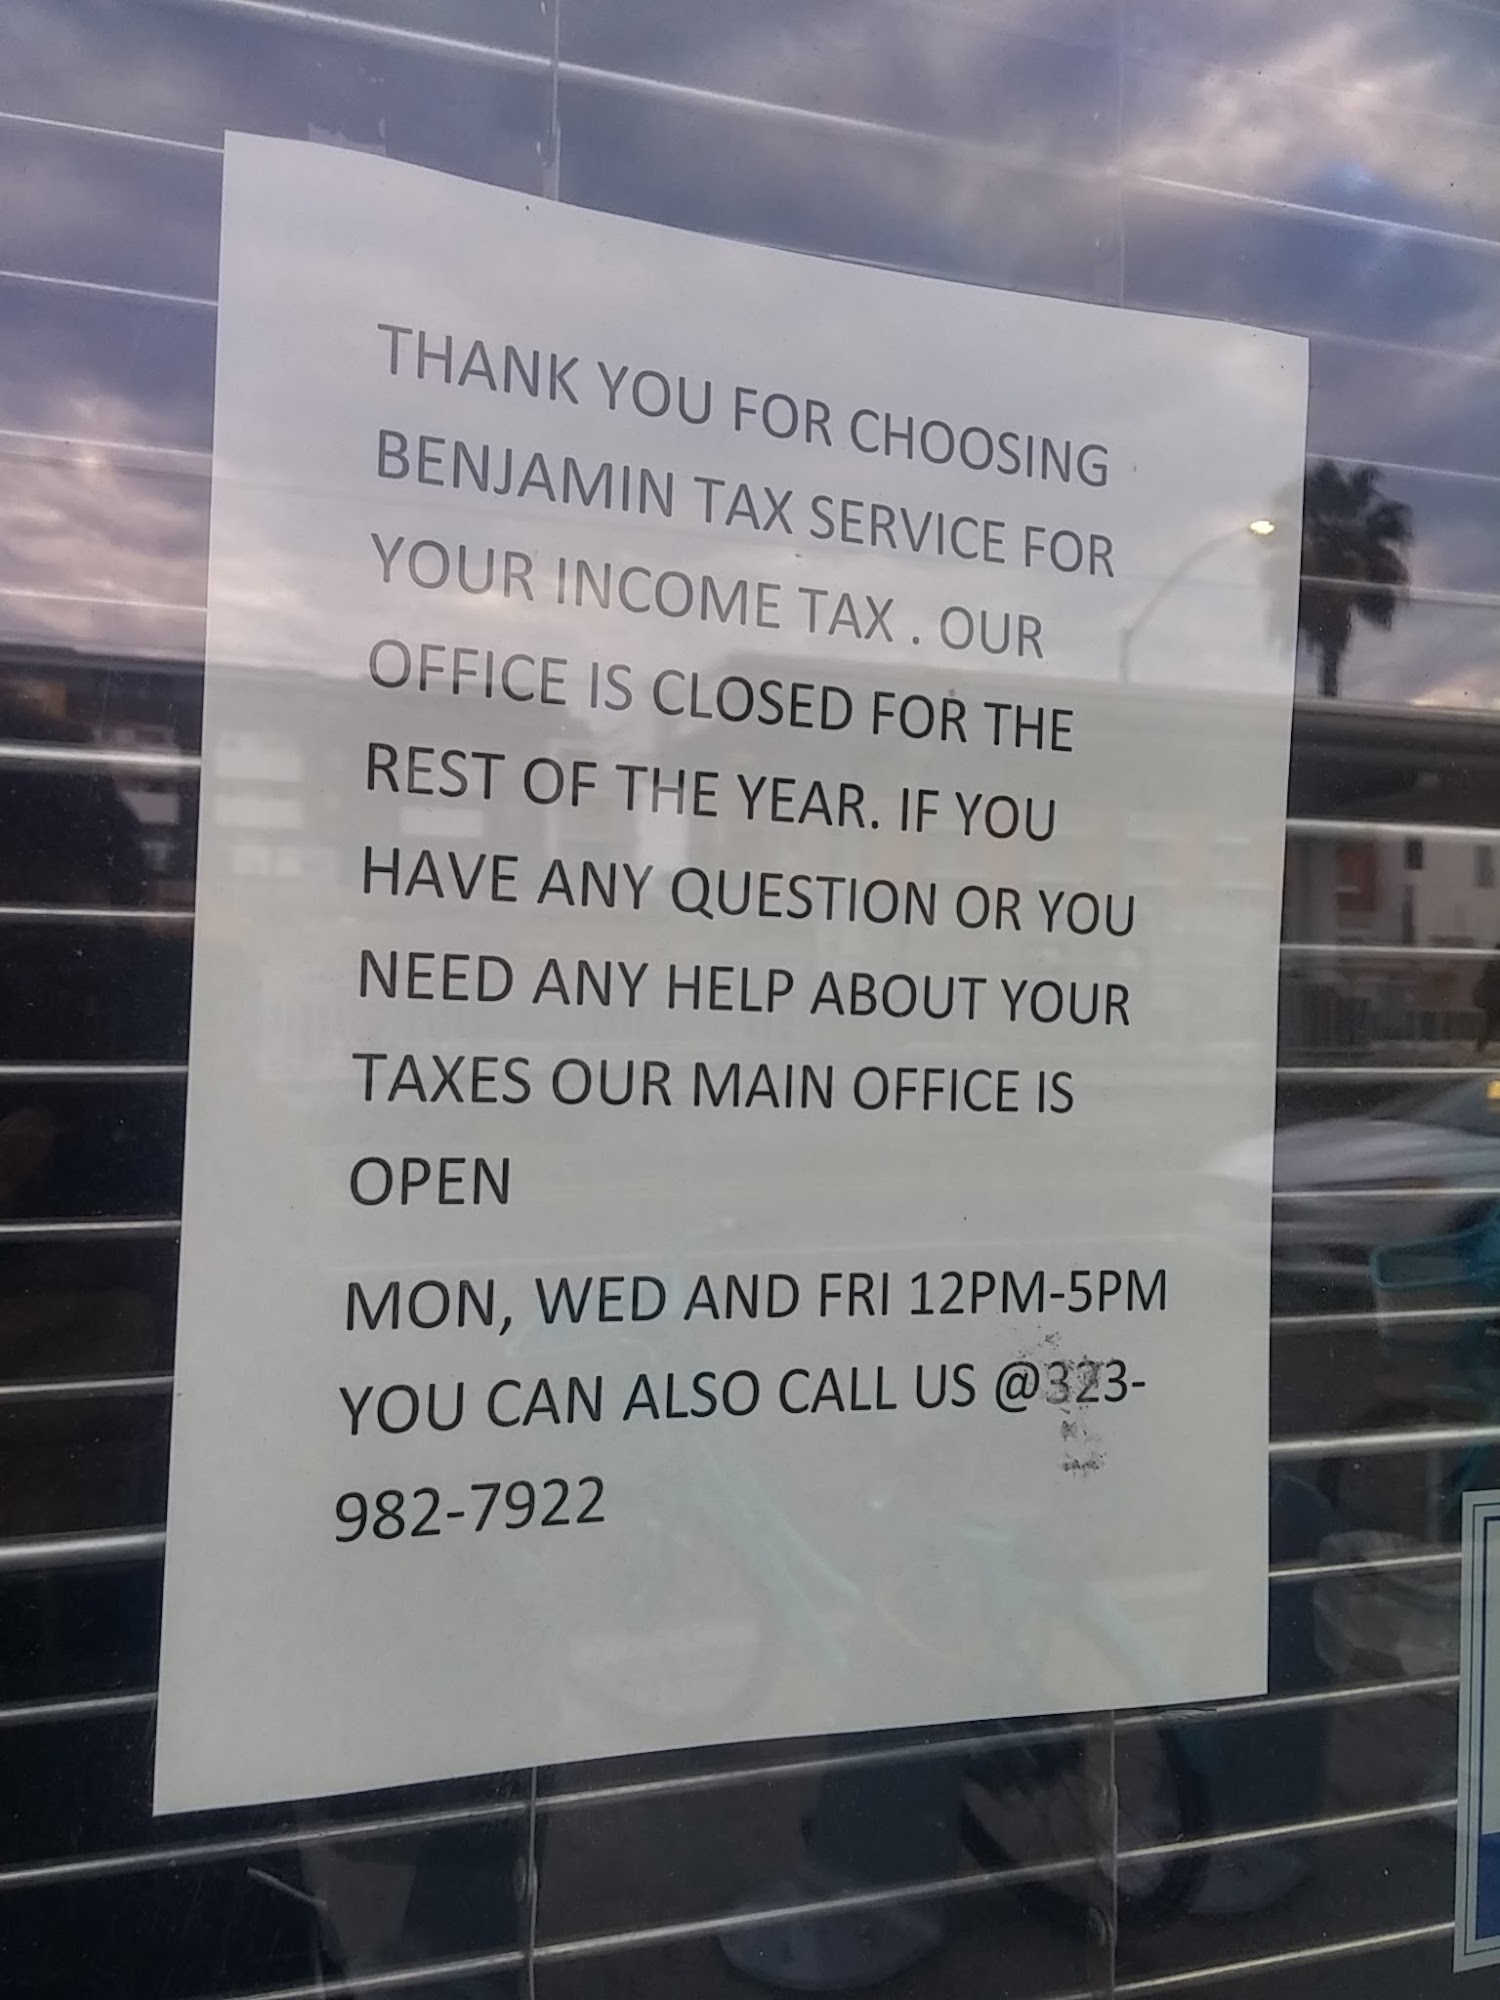 THANK YOU FOR CHOOSING
BENJAMIN TAX SERVICE FOR
YOUR INCOME TAX . OUR
OFFICE IS CLOSED FOR THE
REST OF THE YEAR. IF YOU
HAVE ANY QUESTION OR YOU
NEED ANY HELP ABOUT YOUR
TAXES OUR MAIN OFFICE IS
OPEN
MON, WED AND FRI 12PM-5PM
YOU CAN ALSO CALL US @323-
982-7922